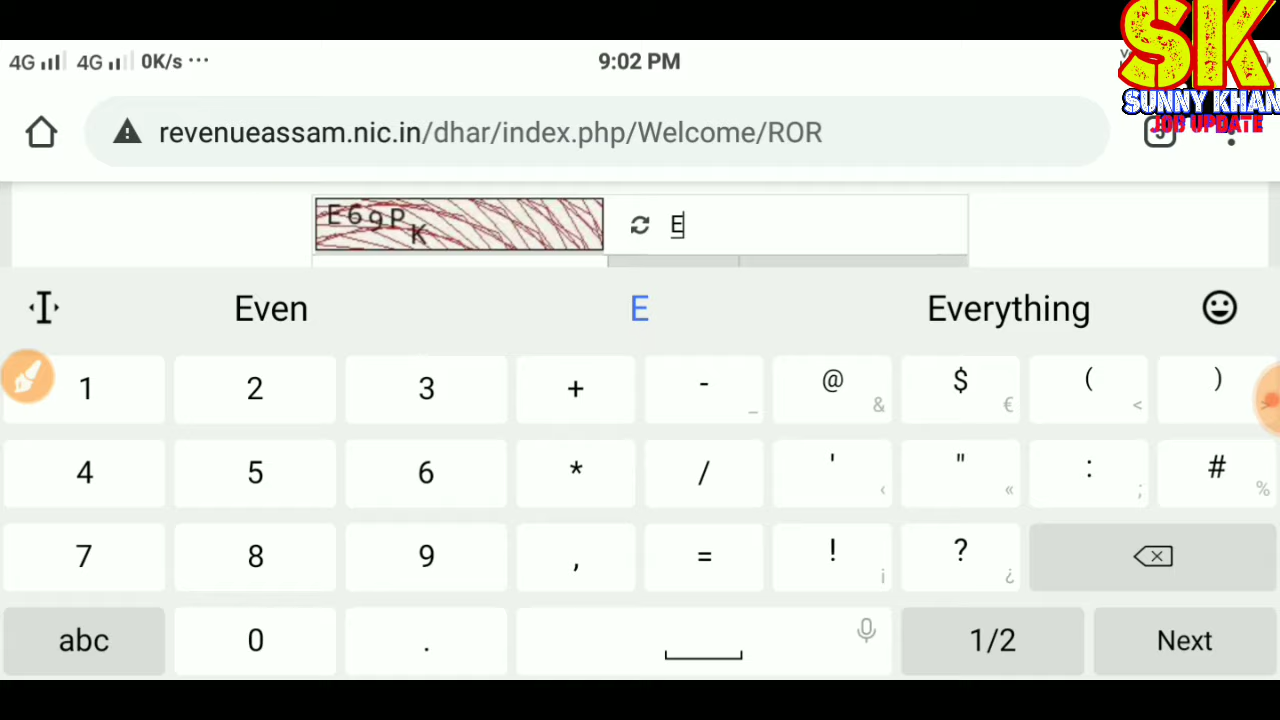 4G 4G 0K/s ··· 9:02 PM
SK
SUNNY KHAN
JOB UPDATE
revenueassam.nic.in/dhar/index.php/Welcome/ROR
E69PK E
Even E Everything
1 2 3 + - _ @ & $ € ( < )
4 5 6 * / ' ‹ " « : ; # %
7 8 9 , = ! ¡ ? ¿
abc 0 . 1/2 Next